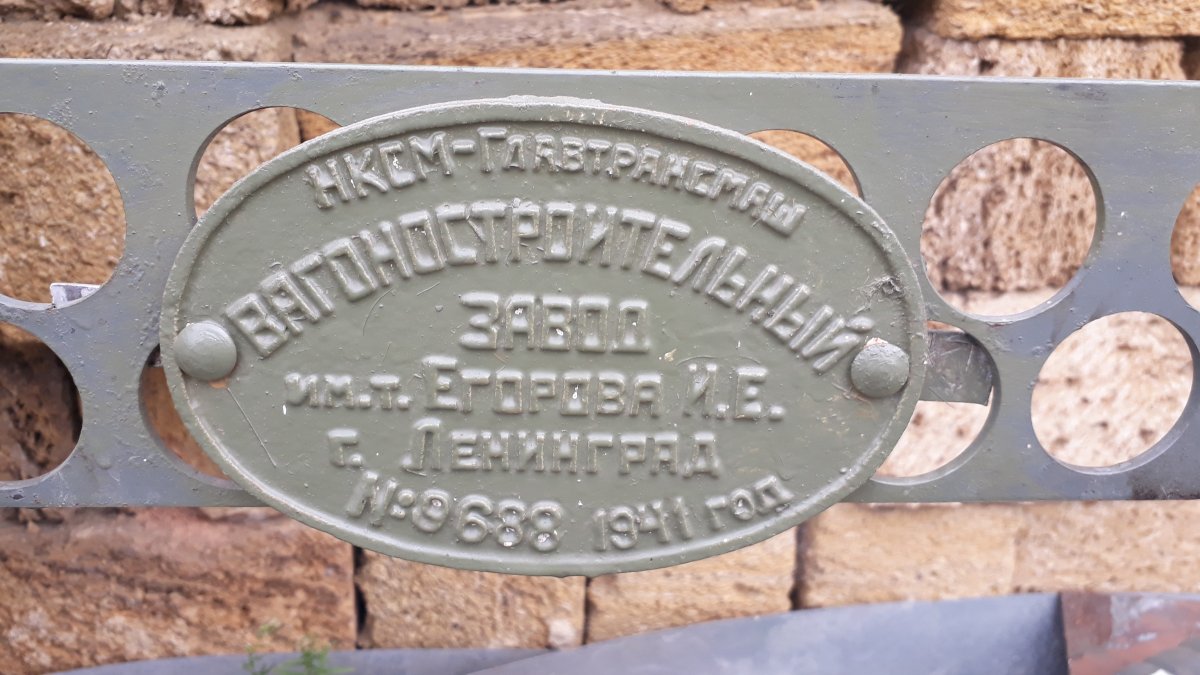 НКСМ-Главтрансмаш
ВАГОНОСТРОИТЕЛЬНЫЙ
ЗАВОД
им.т. Егорова И.Е.
г. Ленинград
№ 9688 1941 год